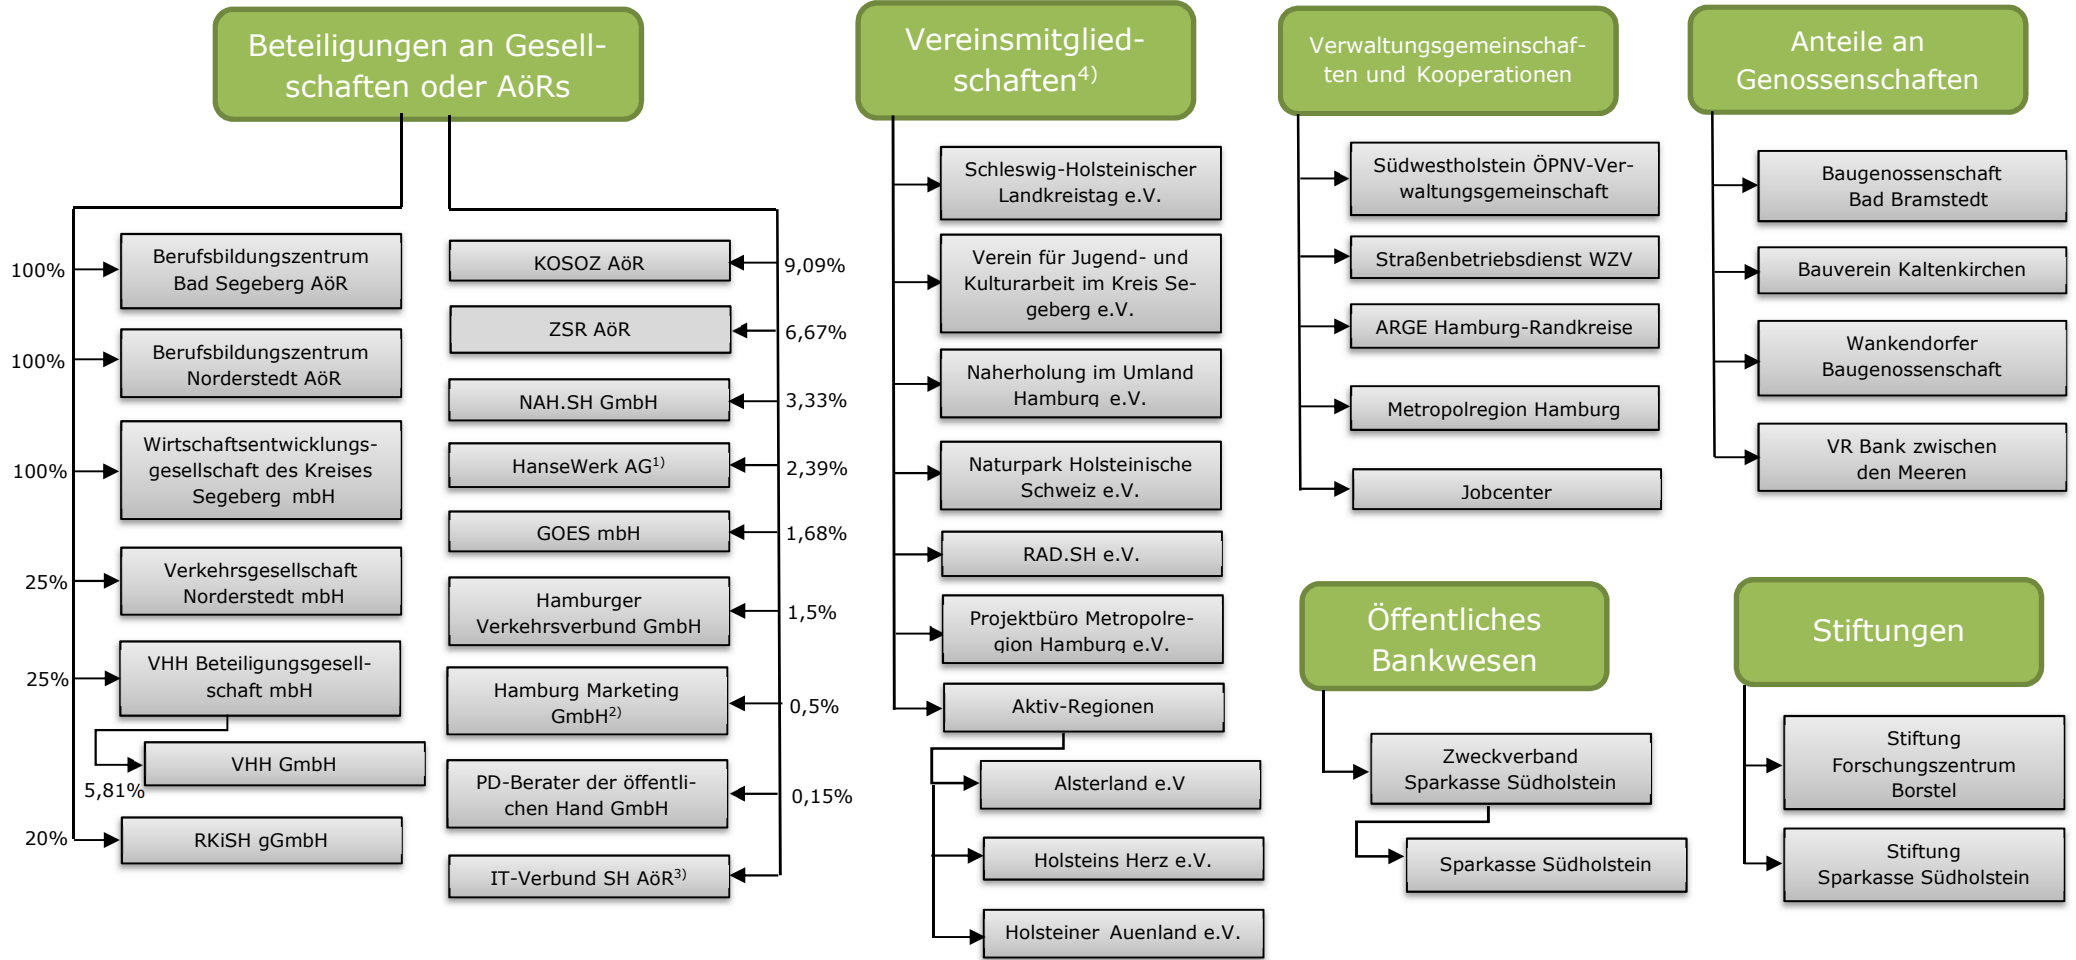 Beteiligungen an Gesell-
schaften oder AöRs
100%
Berufsbildungszentrum
Bad Segeberg AöR
100%
Berufsbildungszentrum
Norderstedt AöR
100%
Wirtschaftsentwicklungs-
gesellschaft des Kreises
Segeberg mbH
25%
Verkehrsgesellschaft
Norderstedt mbH
25%
VHH Beteiligungsgesell-
schaft mbH
5,81%
VHH GmbH
20%
RKiSH gGmbH
KOSOZ AöR
9,09%
ZSR AöR
6,67%
NAH.SH GmbH
3,33%
HanseWerk AG1)
2,39%
GOES mbH
1,68%
Hamburger
Verkehrsverbund GmbH
1,5%
Hamburg Marketing
GmbH2)
0,5%
PD-Berater der öffentli-
chen Hand GmbH
0,15%
IT-Verbund SH AöR3)
Vereinsmitglied-
schaften4)
Schleswig-Holsteinischer
Landkreistag e.V.
Verein für Jugend- und
Kulturarbeit im Kreis Se-
geberg e.V.
Naherholung im Umland
Hamburg e.V.
Naturpark Holsteinische
Schweiz e.V.
RAD.SH e.V.
Projektbüro Metropolre-
gion Hamburg e.V.
Aktiv-Regionen
Alsterland e.V
Holsteins Herz e.V.
Holsteiner Auenland e.V.
Verwaltungsgemeinschaf-
ten und Kooperationen
Südwestholstein ÖPNV-Ver-
waltungsgemeinschaft
Straßenbetriebsdienst WZV
ARGE Hamburg-Randkreise
Metropolregion Hamburg
Jobcenter
Anteile an
Genossenschaften
Baugenossenschaft
Bad Bramstedt
Bauverein Kaltenkirchen
Wankendorfer
Baugenossenschaft
VR Bank zwischen
den Meeren
Öffentliches
Bankwesen
Zweckverband
Sparkasse Südholstein
Sparkasse Südholstein
Stiftungen
Stiftung
Forschungszentrum
Borstel
Stiftung
Sparkasse Südholstein